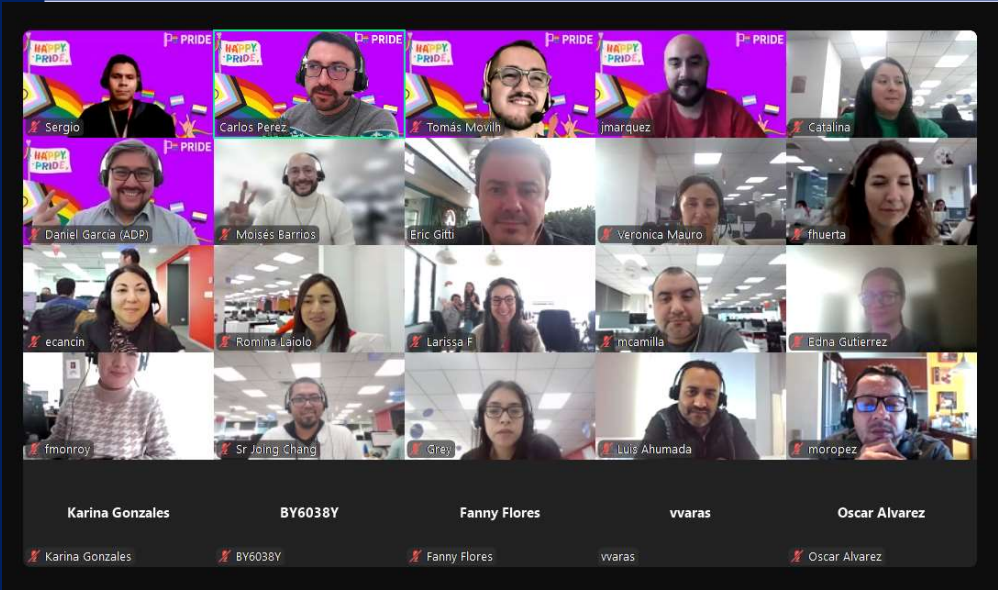 HAPPY
PRIDE,
PRIDE
Sergio
HAPPY
PRIDE,
PRIDE
Carlos Perez
HAPPY
PRIDE,
PRIDE
Tomás Movilh
HAPPY
PRIDE,
PRIDE
jmarquez
Catalina
HAPPY
PRIDE,
PRIDE
Daniel García (ADP)
Moisés Barrios
Eric Gitti
Veronica Mauro
fhuerta
ecancin
Romina Laiolo
Larissa F
mcamilla
Edna Gutierrez
fmonroy
Sr Joing Chang
Grey
Luis Ahumada
moropez
Karina Gonzales
BY6038Y
Fanny Flores
vvaras
Oscar Alvarez
Karina Gonzales
BY6038Y
Fanny Flores
vvaras
Oscar Alvarez